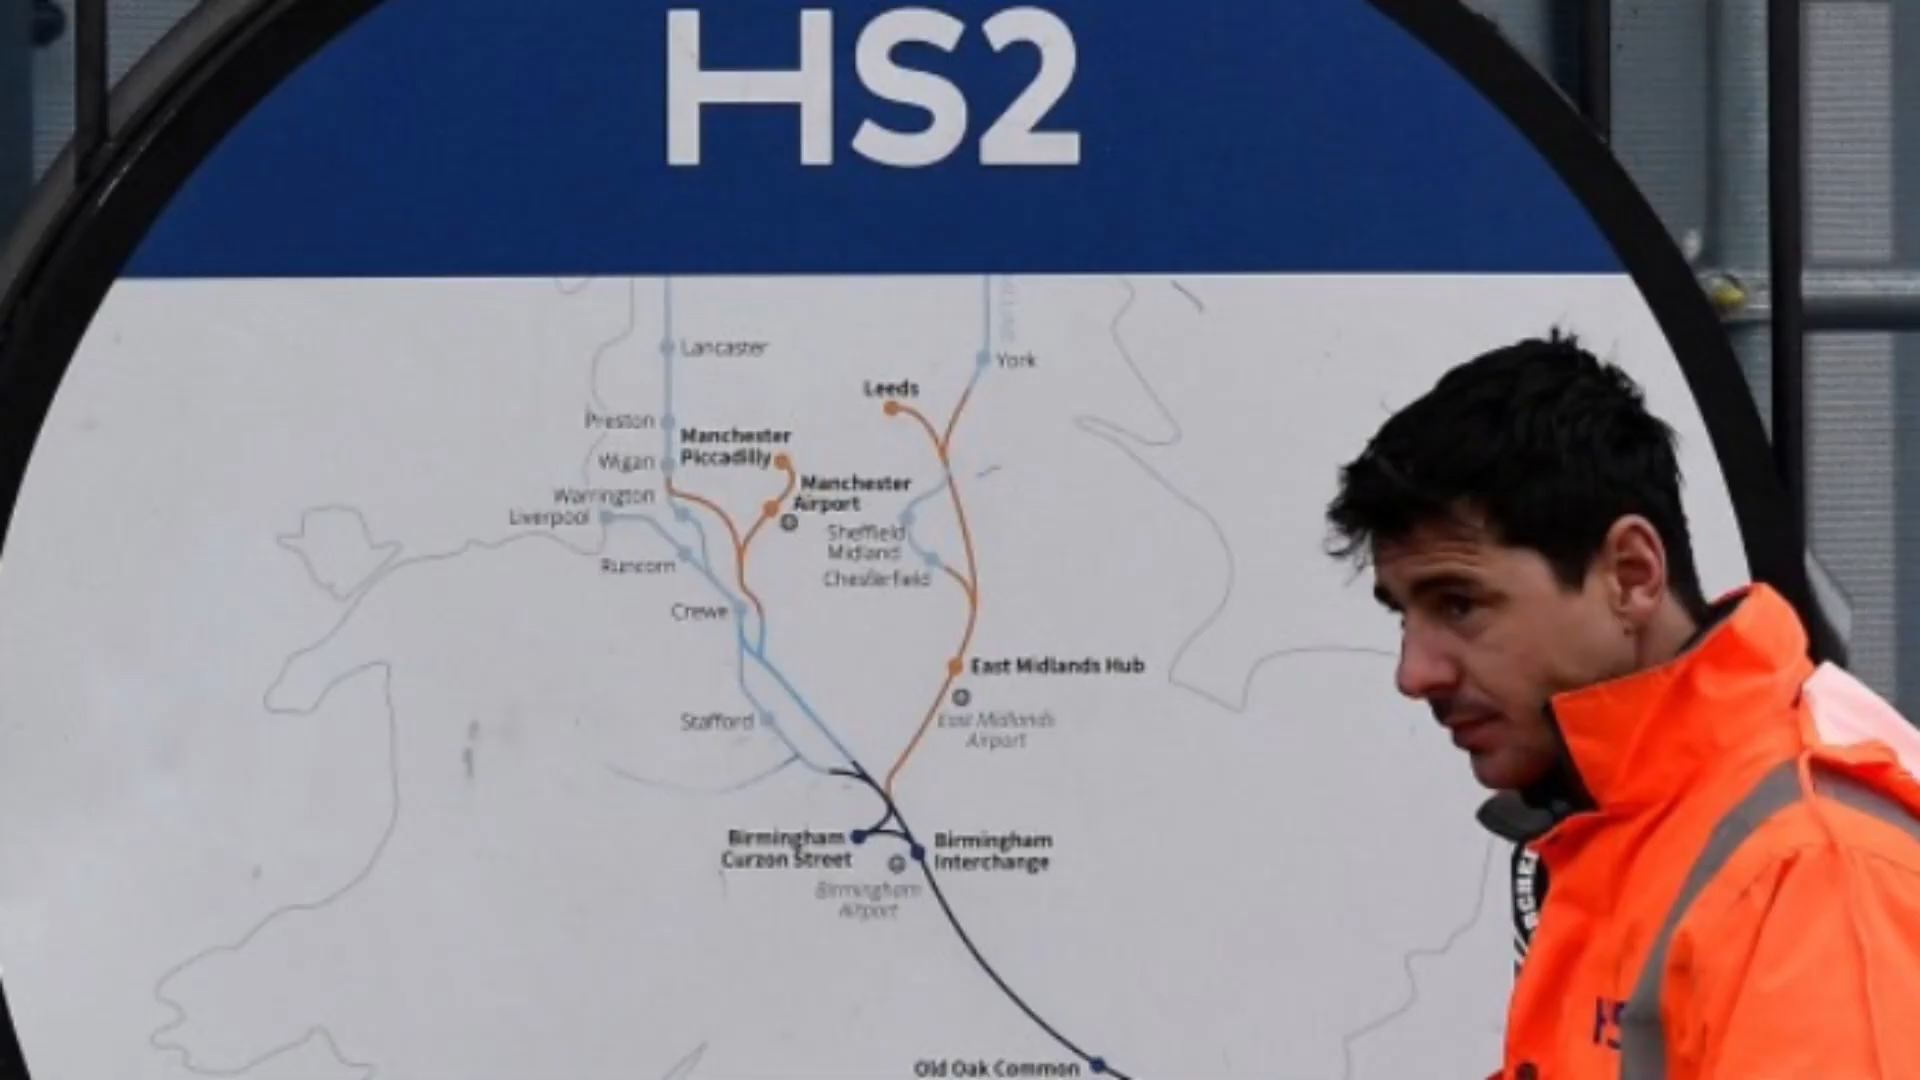 HS2
Lancaster
York
Leeds
Preston
Manchester
Piccadilly
Wigan
Manchester
Airport
Warrington
Liverpool
Sheffield
Midland
Runcorn
Chesterfield
Crewe
East Midlands Hub
Stafford
East Midlands
Airport
Birmingham
Curzon Street
Birmingham
Interchange
Birmingham
Airport
Old Oak Common
HS